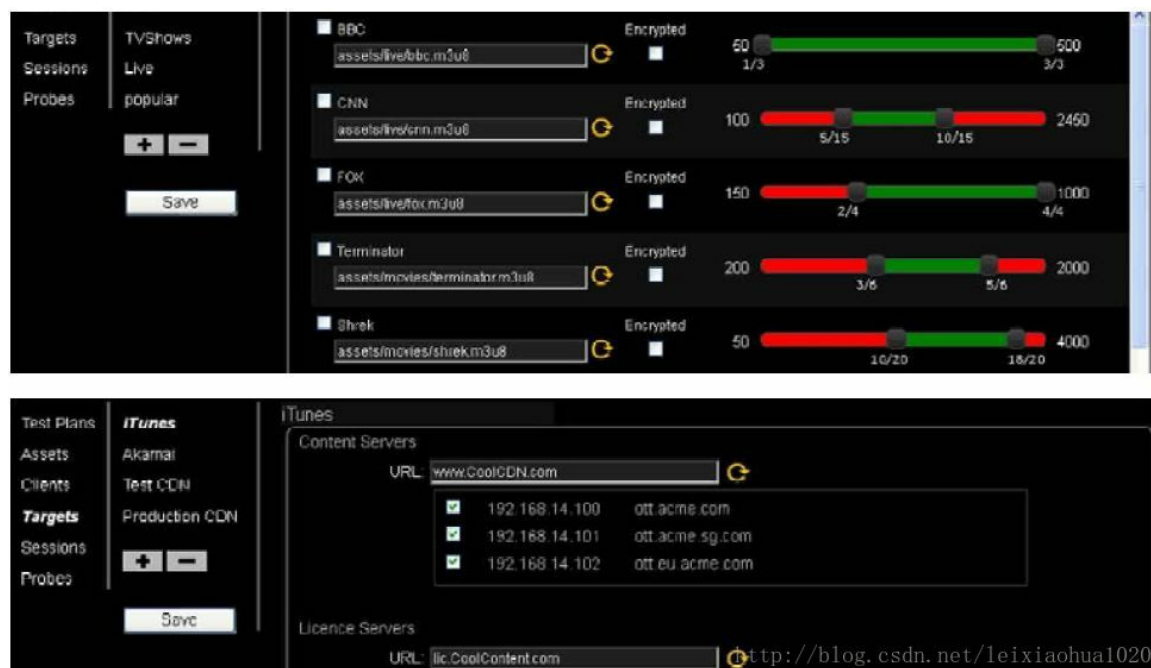 Targets
Sessions
Probes
TVShows
Live
popular
+ −
Save
BBC
assets/live/bbc.m3u8
Encrypted
50
500
1/3
3/3
CNN
assets/live/cnn.m3u8
Encrypted
100
2450
5/15
10/15
FOX
assets/live/fox.m3u8
Encrypted
150
1000
2/4
4/4
Terminator
assets/movies/terminator.m3u8
Encrypted
200
2000
3/6
5/6
Shrek
assets/movies/shrek.m3u8
Encrypted
50
4000
10/20
18/20
Test Plans
Assets
Clients
Targets
Sessions
Probes
iTunes
Akamai
Test CDN
Production CDN
+ −
Save
iTunes
Content Servers
URL: www.CoolCDN.com
192.168.14.100 ott.acme.com
192.168.14.101 ott.acme.sg.com
192.168.14.102 ott.eu.acme.com
Licence Servers
URL: lic.CoolContent.com
http://blog.csdn.net/leixiaohua1020